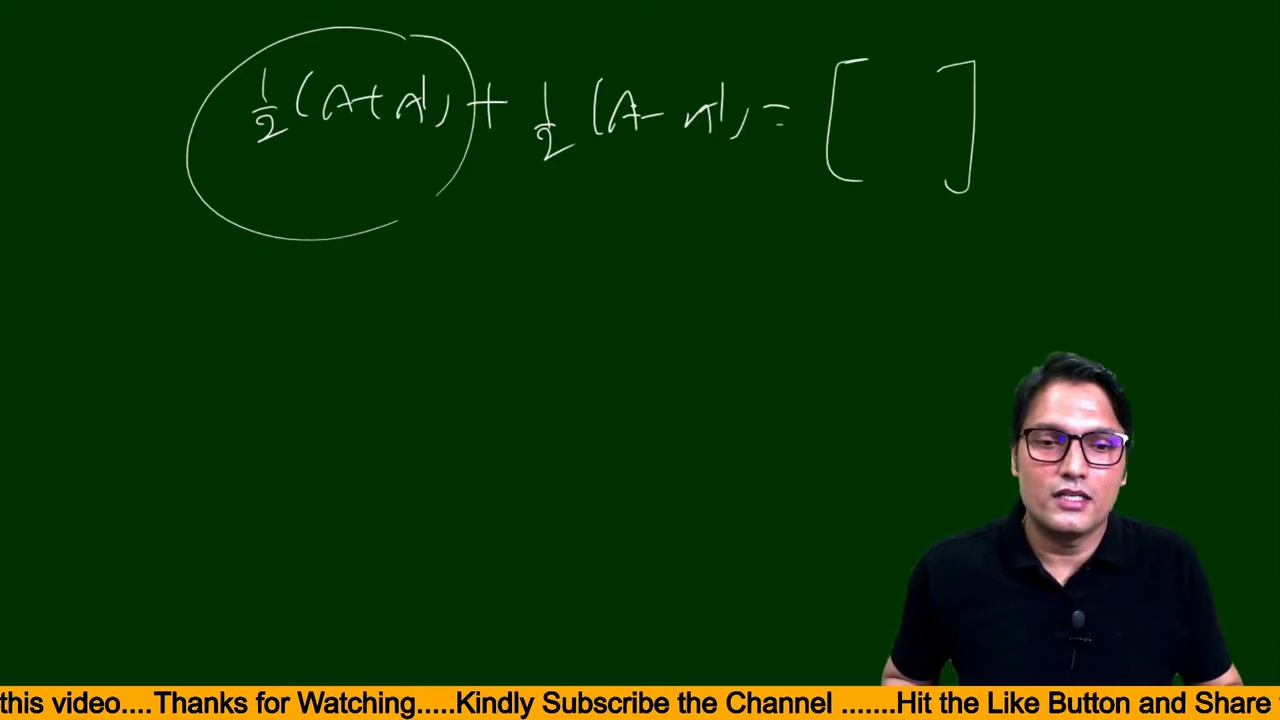 ½ (A + A') + ½ (A - A') = [ ]
this video....Thanks for Watching.....Kindly Subscribe the Channel .......Hit the Like Button and Share